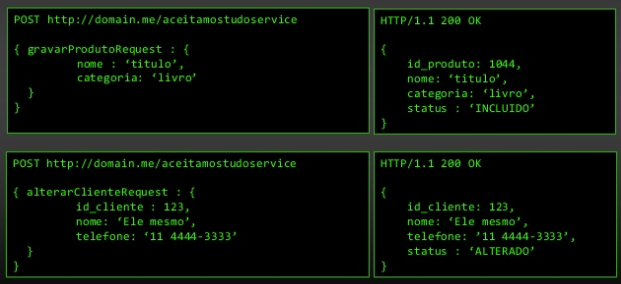 POST http://domain.me/aceitamostudoservice
{ gravarProdutoRequest : {
nome : ‘titulo’,
categoria: ‘livro’
}
}
HTTP/1.1 200 OK
{
id_produto: 1044,
nome: ‘titulo’,
categoria: ‘livro’,
status : ‘INCLUIDO’
}
POST http://domain.me/aceitamostudoservice
{ alterarClienteRequest : {
id_cliente : 123,
nome: ‘Ele mesmo’,
telefone: ‘11 4444-3333’
}
}
HTTP/1.1 200 OK
{
id_cliente: 123,
nome: ‘Ele mesmo’,
telefone: ’11 4444-3333’,
status : ‘ALTERADO’
}